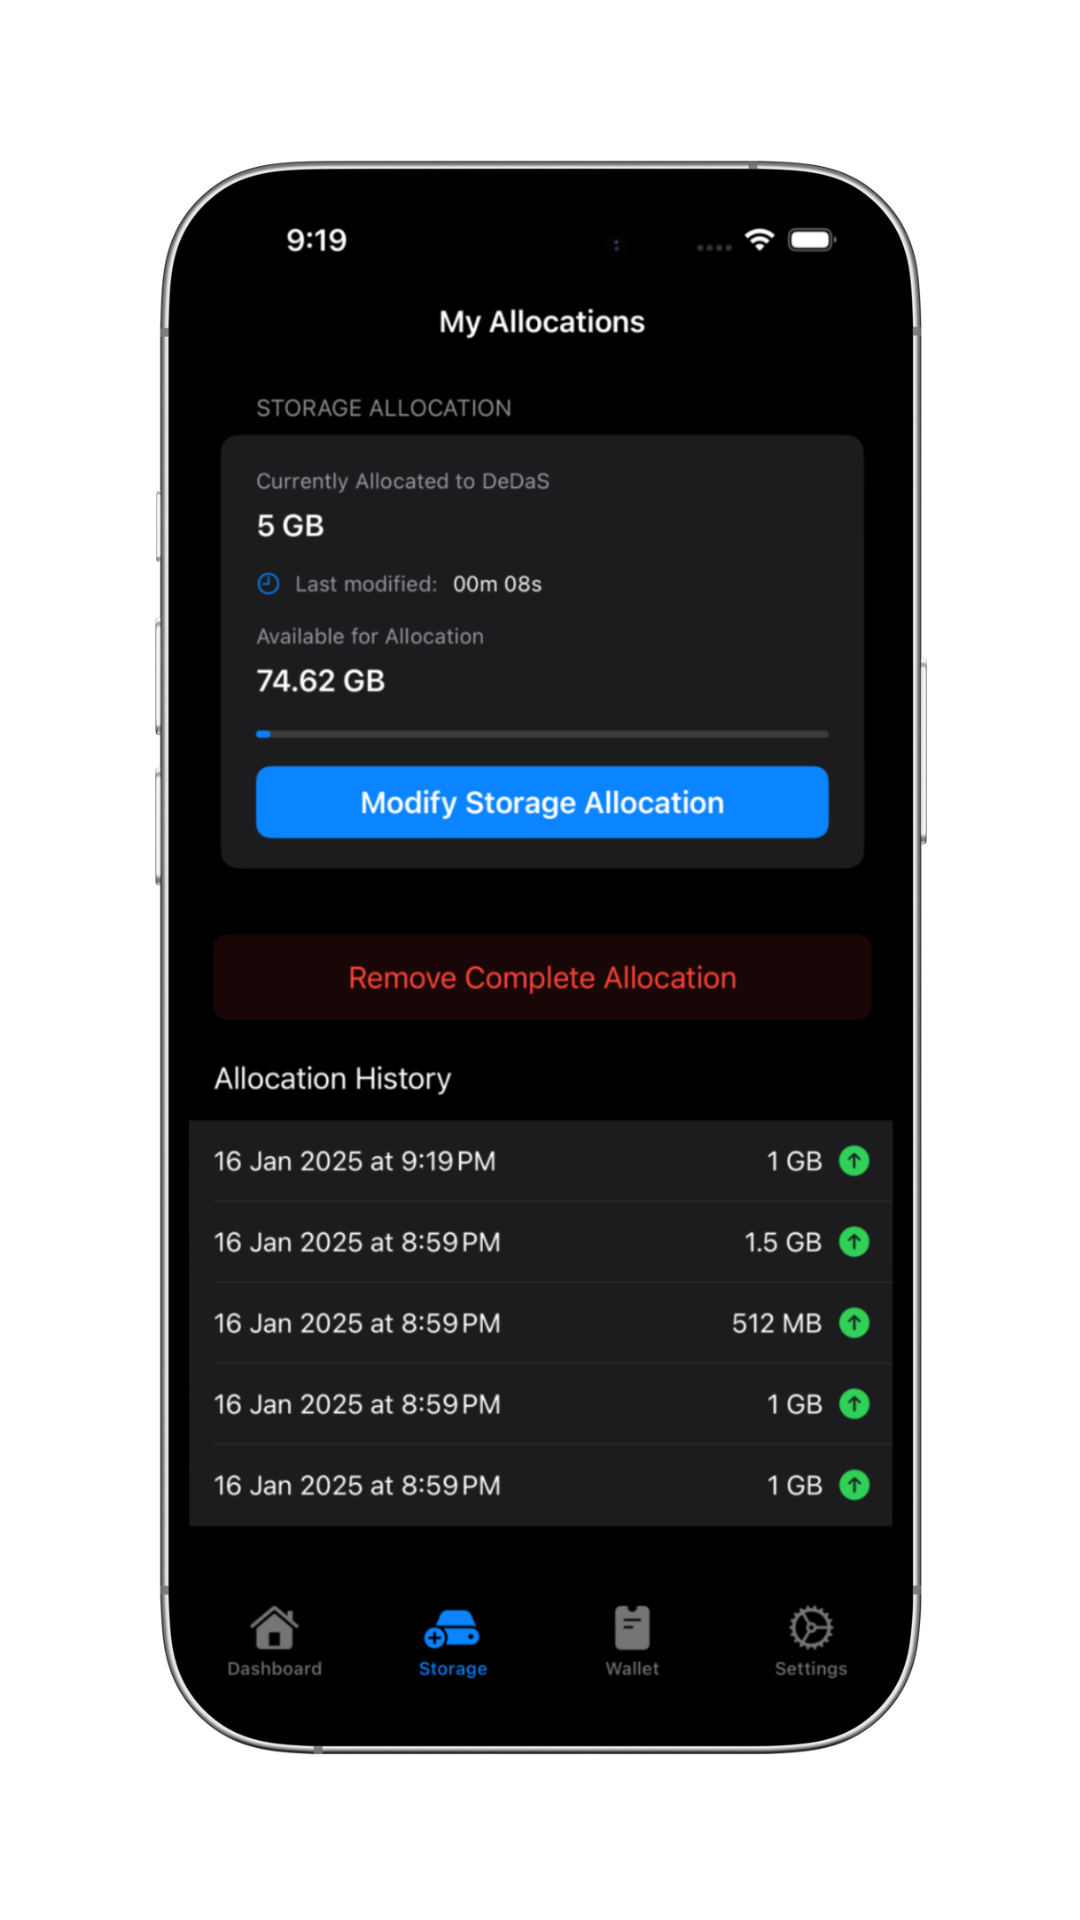 9:19
My Allocations
STORAGE ALLOCATION
Currently Allocated to DeDaS
5 GB
Last modified: 00m 08s
Available for Allocation
74.62 GB
Modify Storage Allocation
Remove Complete Allocation
Allocation History
16 Jan 2025 at 9:19 PM 1 GB
16 Jan 2025 at 8:59 PM 1.5 GB
16 Jan 2025 at 8:59 PM 512 MB
16 Jan 2025 at 8:59 PM 1 GB
16 Jan 2025 at 8:59 PM 1 GB
Dashboard Storage Wallet Settings